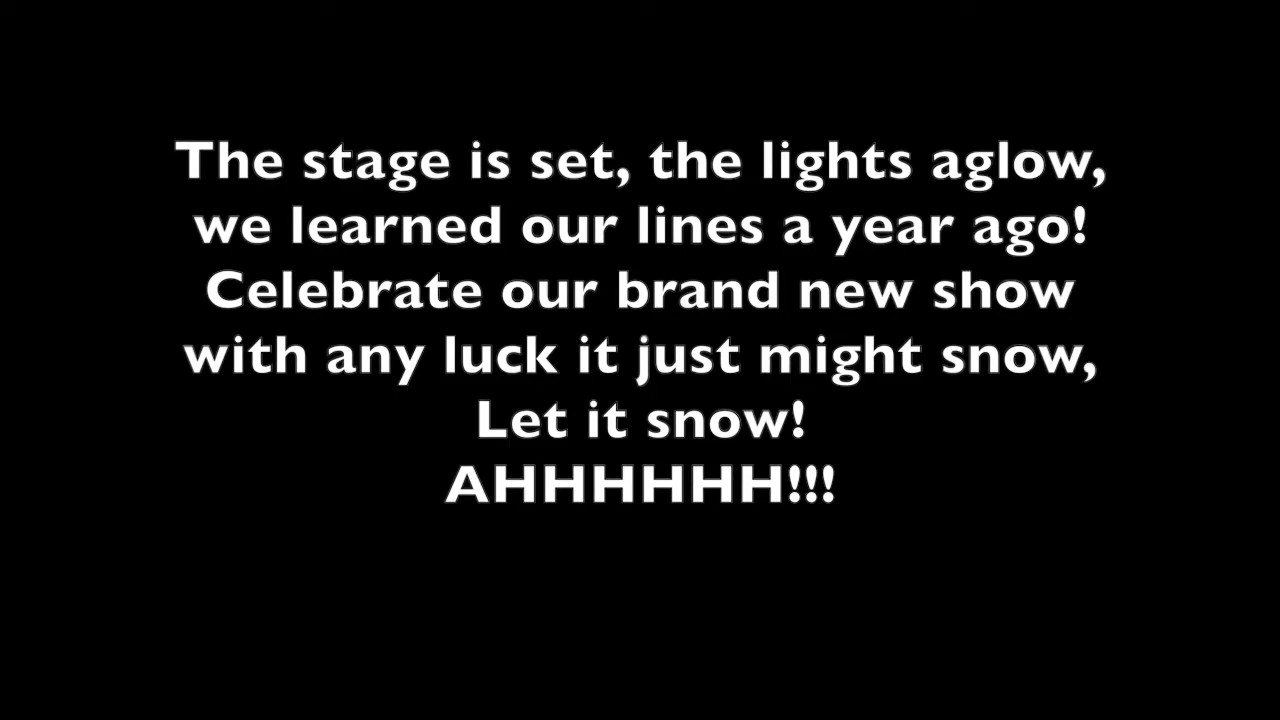 The stage is set, the lights aglow,
we learned our lines a year ago!
Celebrate our brand new show
with any luck it just might snow,
Let it snow!
AHHHHHH!!!